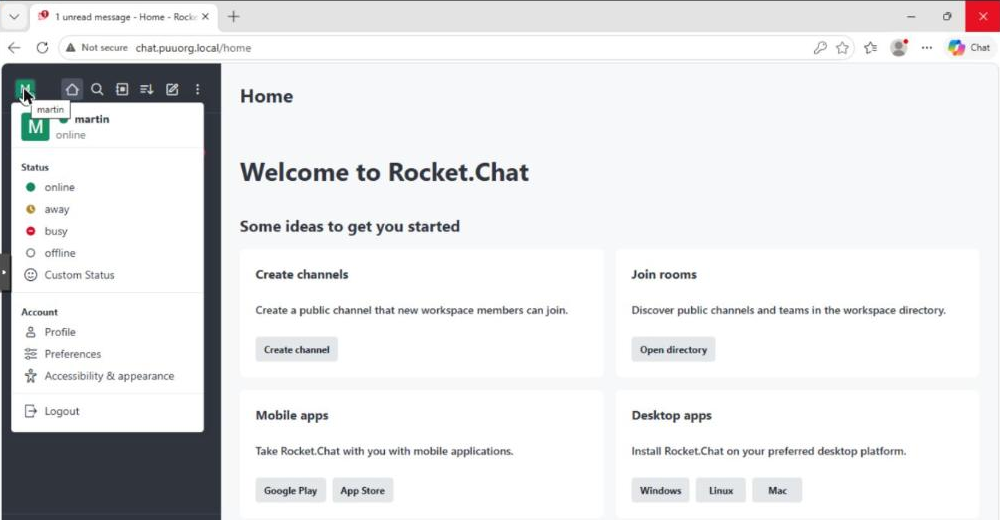 1 unread message - Home - Rocke
Not secure chat.puuorg.local/home
Chat
M
martin
M martin
online
Status
online
away
busy
offline
Custom Status
Account
Profile
Preferences
Accessibility & appearance
Logout
Home
Welcome to Rocket.Chat
Some ideas to get you started
Create channels
Create a public channel that new workspace members can join.
Create channel
Join rooms
Discover public channels and teams in the workspace directory.
Open directory
Mobile apps
Take Rocket.Chat with you with mobile applications.
Google Play App Store
Desktop apps
Install Rocket.Chat on your preferred desktop platform.
Windows Linux Mac